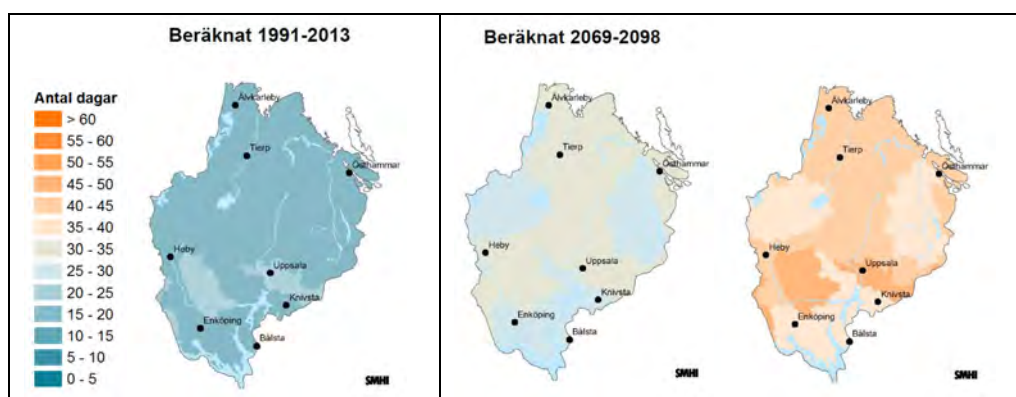 Beräknat 1991-2013
Antal dagar
> 60
55 - 60
50 - 55
45 - 50
40 - 45
35 - 40
30 - 35
25 - 30
20 - 25
15 - 20
10 - 15
5 - 10
0 - 5
Älvkarleby
Tierp
Östhammar
Heby
Uppsala
Knivsta
Enköping
Bålsta
SMHI
Beräknat 2069-2098
Älvkarleby
Tierp
Östhammar
Heby
Uppsala
Knivsta
Enköping
Bålsta
SMHI
Älvkarleby
Tierp
Östhammar
Heby
Uppsala
Knivsta
Enköping
Bålsta
SMHI